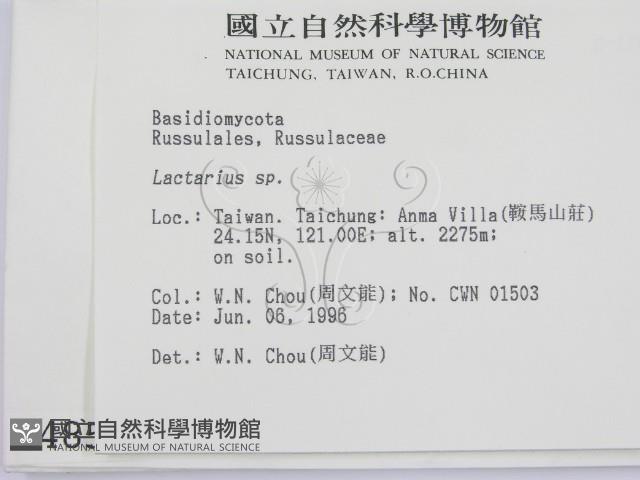 國立自然科學博物館
NATIONAL MUSEUM OF NATURAL SCIENCE
TAICHUNG, TAIWAN, R.O.CHINA
Basidiomycota
Russulales, Russulaceae
Lactarius sp.
Loc.: Taiwan. Taichung: Anma Villa(鞍馬山莊)
24.15N, 121.00E; alt. 2275m;
on soil.
Col.: W.N. Chou(周文能); No. CWN 01503
Date: Jun. 06, 1996
Det.: W.N. Chou(周文能)
國立自然科學博物館
NATIONAL MUSEUM OF NATURAL SCIENCE